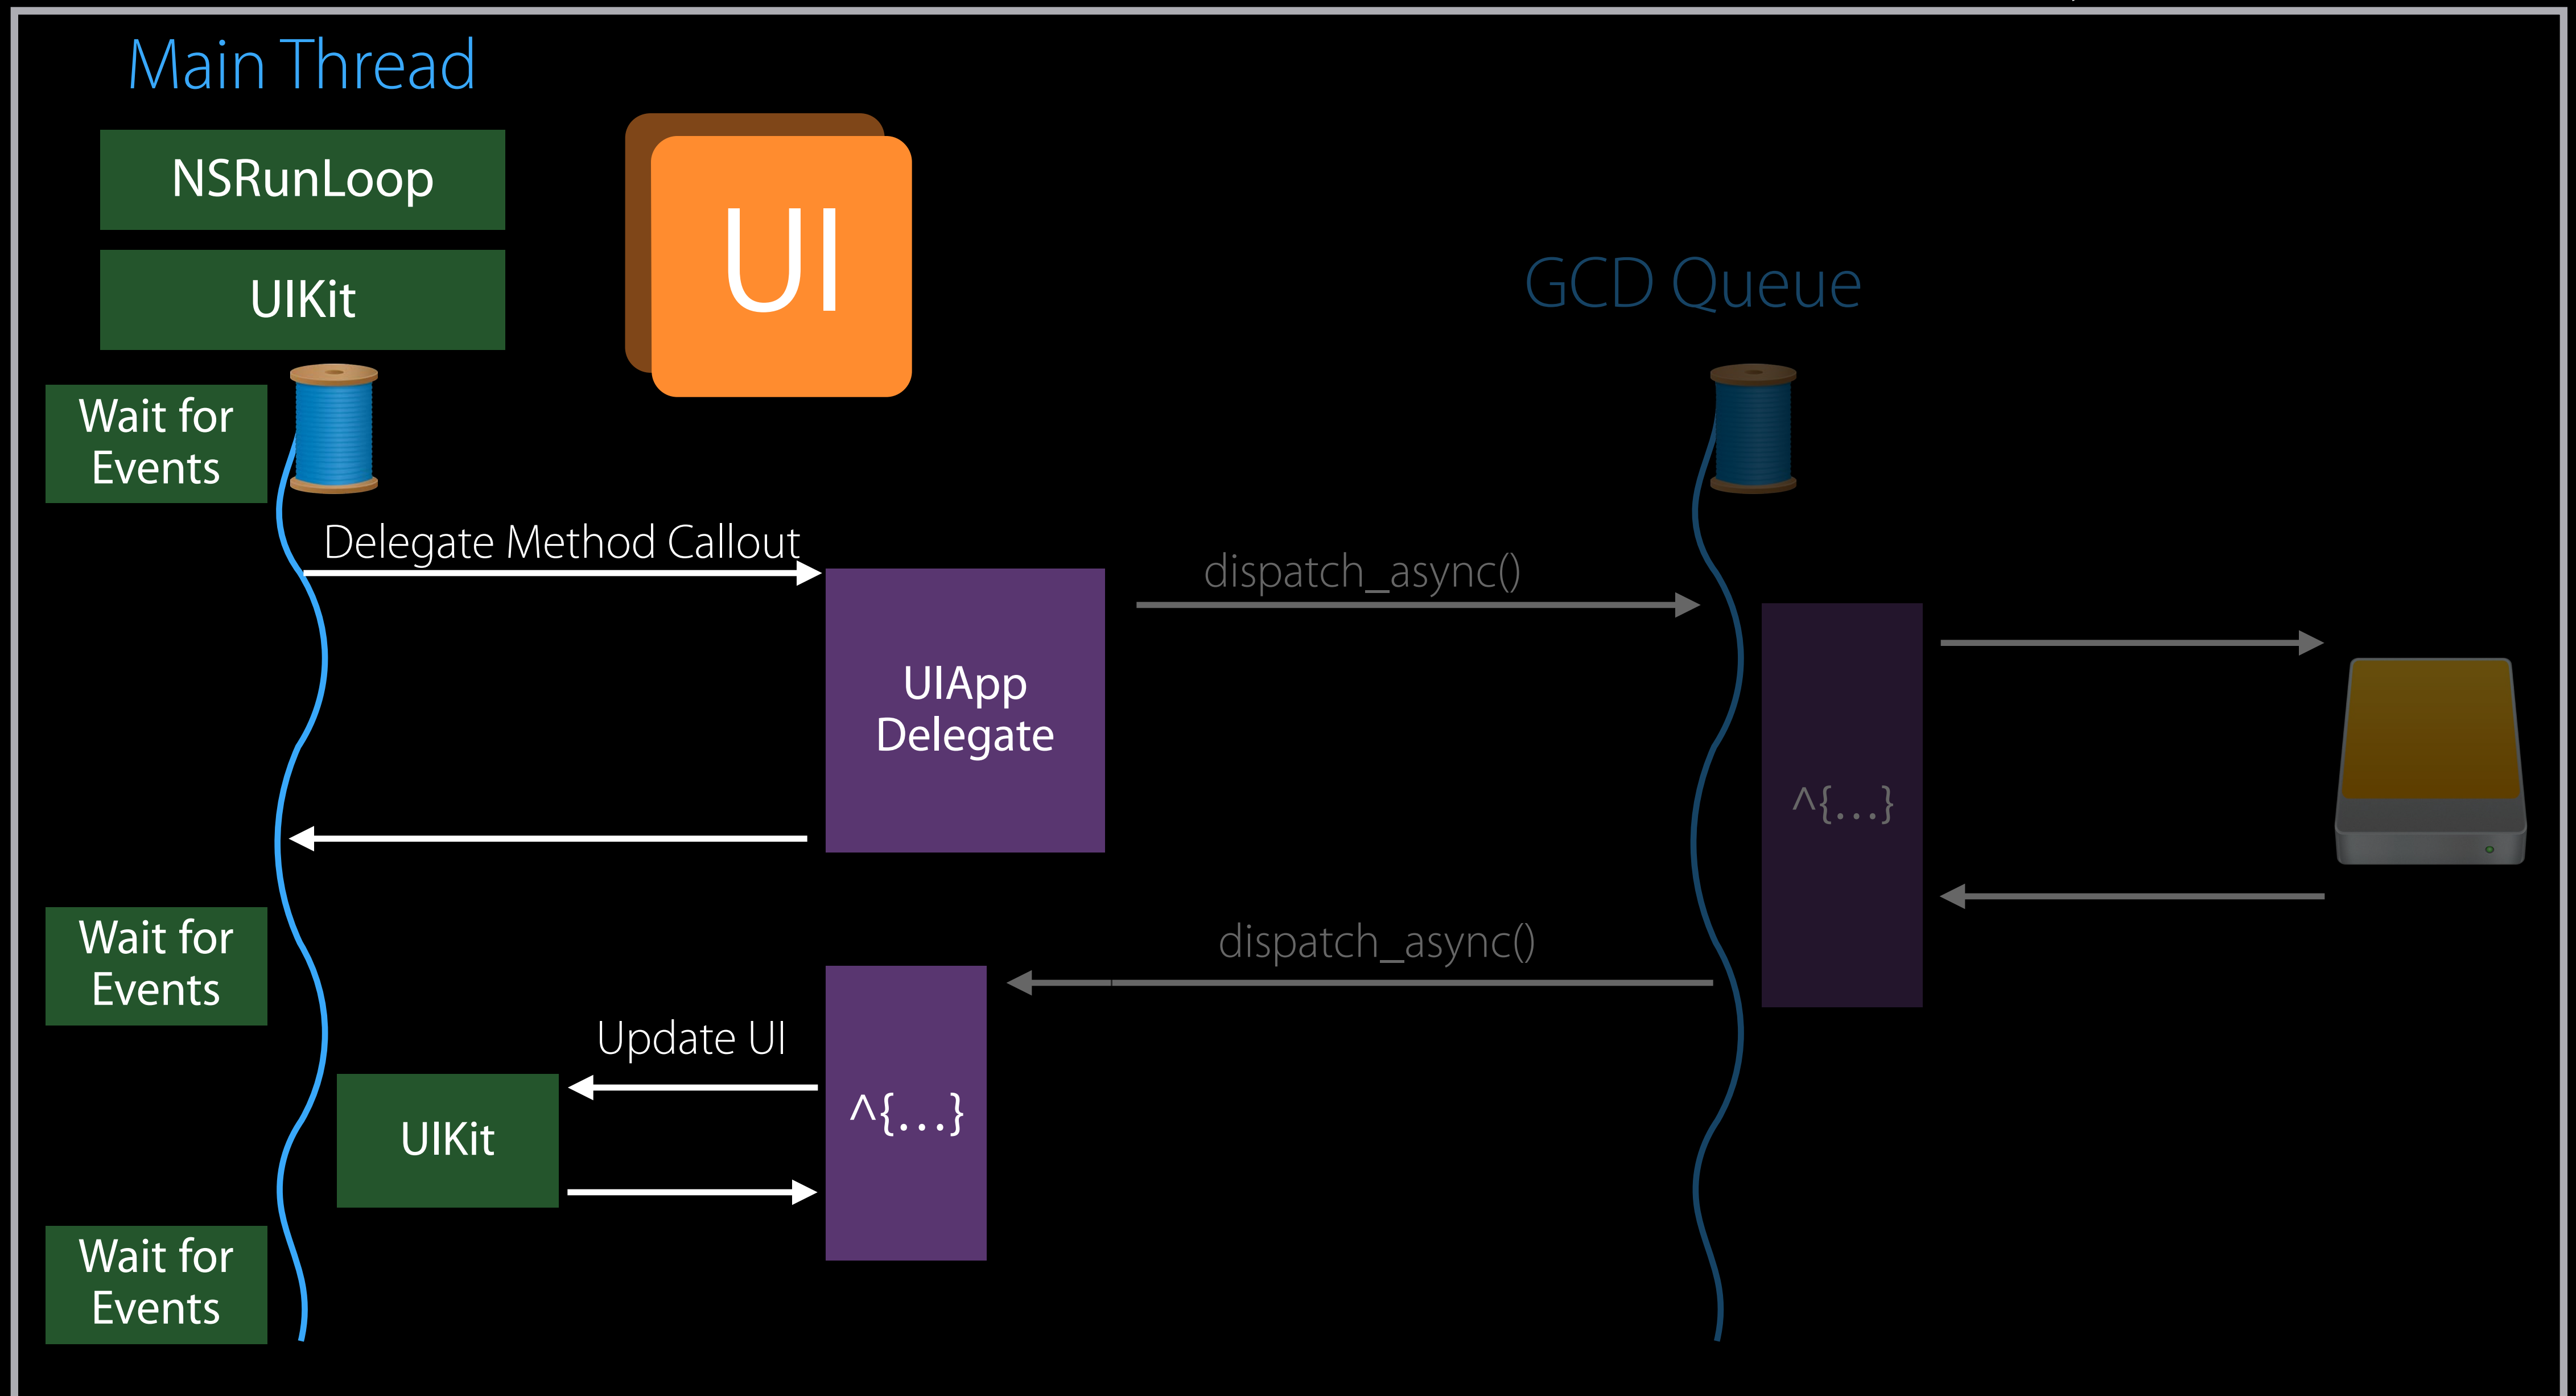 Main Thread
NSRunLoop
UIKit
UI
GCD Queue
Wait for
Events
Delegate Method Callout
dispatch_async()
UIApp
Delegate
^{…}
Wait for
Events
dispatch_async()
Update UI
^{…}
UIKit
Wait for
Events